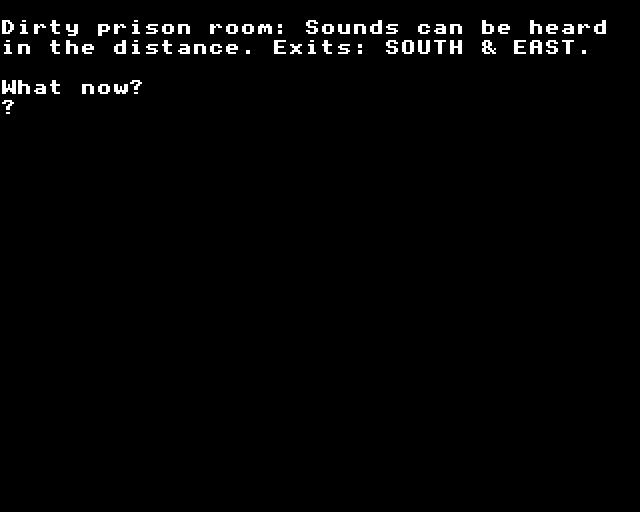 Dirty prison room: Sounds can be heard
in the distance. Exits: SOUTH & EAST.
What now?
?